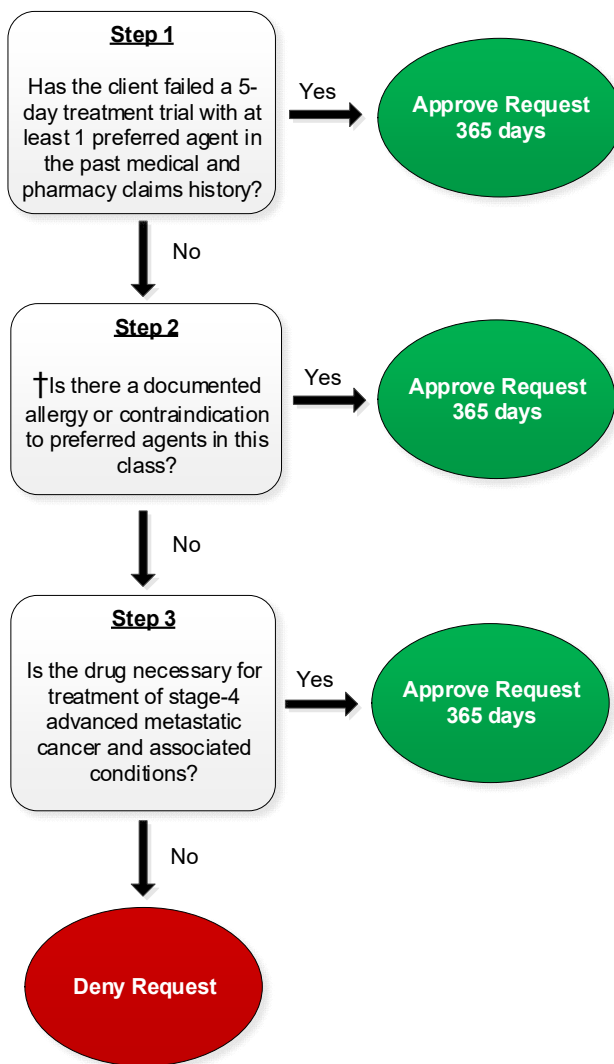 Step 1
Has the client failed a 5-
day treatment trial with at
least 1 preferred agent in
the past medical and
pharmacy claims history?
Yes
Approve Request
365 days
No
Step 2
†Is there a documented
allergy or contraindication
to preferred agents in this
class?
Yes
Approve Request
365 days
No
Step 3
Is the drug necessary for
treatment of stage-4
advanced metastatic
cancer and associated
conditions?
Yes
Approve Request
365 days
No
Deny Request